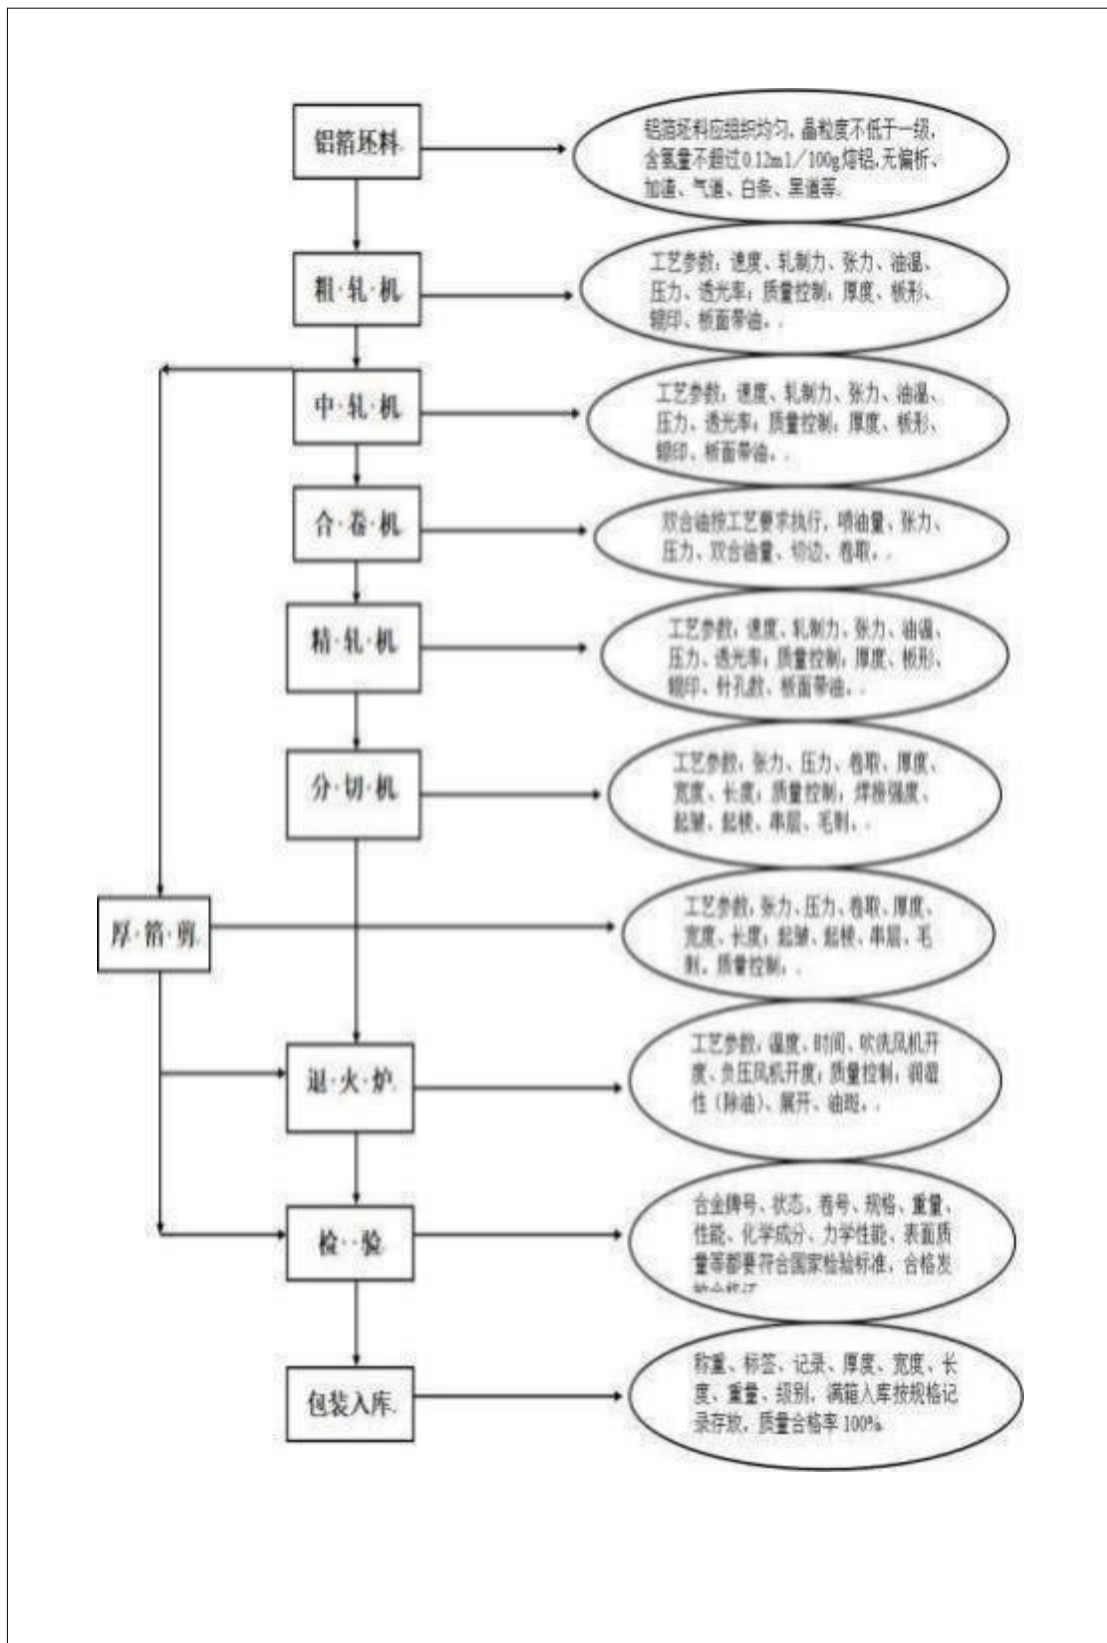 铝箔坯料.
铝箔坯料应组织均匀，晶粒度不低于一级，
含氢量不超过0.12ml/100g熔铝,无偏析、
加渣、气道、白条、黑道等.
粗·轧·机.
工艺参数：速度、轧制力、张力、油温、
压力、透光率；质量控制：厚度、板形、
辊印、板面带油。.
中·轧·机.
工艺参数：速度、轧制力、张力、油温、
压力、透光率；质量控制：厚度、板形、
辊印、板面带油。.
合·卷·机.
双合油按工艺要求执行，喷油量、张力、
压力、双合油量、切边、卷取。.
精·轧·机.
工艺参数：速度、轧制力、张力、油温、
压力、透光率；质量控制：厚度、板形、
辊印、针孔数、板面带油。.
分·切·机.
工艺参数：张力、压力、卷取、厚度、
宽度、长度；质量控制：焊接强度、
起皱、起棱、串层、毛刺。.
厚·箔·剪.
工艺参数：张力、压力、卷取、厚度、
宽度、长度；起皱、起棱、串层、毛
刺。质量控制：.
退·火·炉.
工艺参数：温度、时间、吹洗风机开
度、负压风机开度；质量控制：润湿
性（除油）、展开、油斑。.
检··验.
合金牌号、状态，卷号、规格、重量、
性能、化学成分、力学性能、表面质
量等都要符合国家检验标准，合格发
包装入库.
称重、标签、记录、厚度、宽度、长
度、重量、级别，满箱入库按规格记
录存放，质量合格率100%.